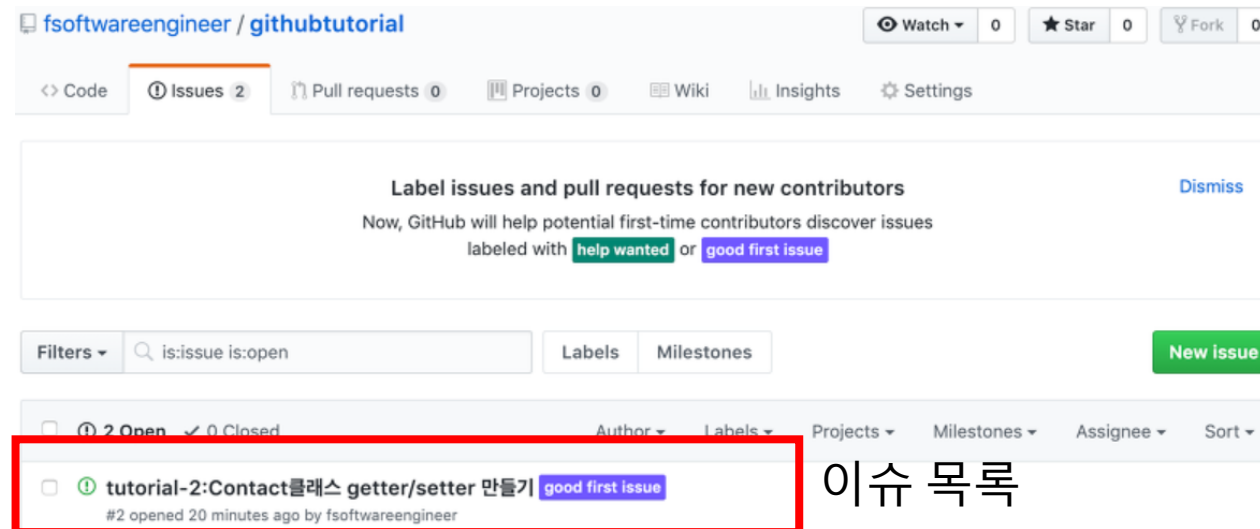 fsoftwareengineer / githubtutorial
Watch 0 Star 0 Fork 0
Code Issues 2 Pull requests 0 Projects 0 Wiki Insights Settings
Label issues and pull requests for new contributors
Dismiss
Now, GitHub will help potential first-time contributors discover issues
labeled with help wanted or good first issue
Filters is:issue is:open Labels Milestones New issue
2 Open 0 Closed Author Labels Projects Milestones Assignee Sort
tutorial-2:Contact클래스 getter/setter 만들기 good first issue
#2 opened 20 minutes ago by fsoftwareengineer
이슈 목록